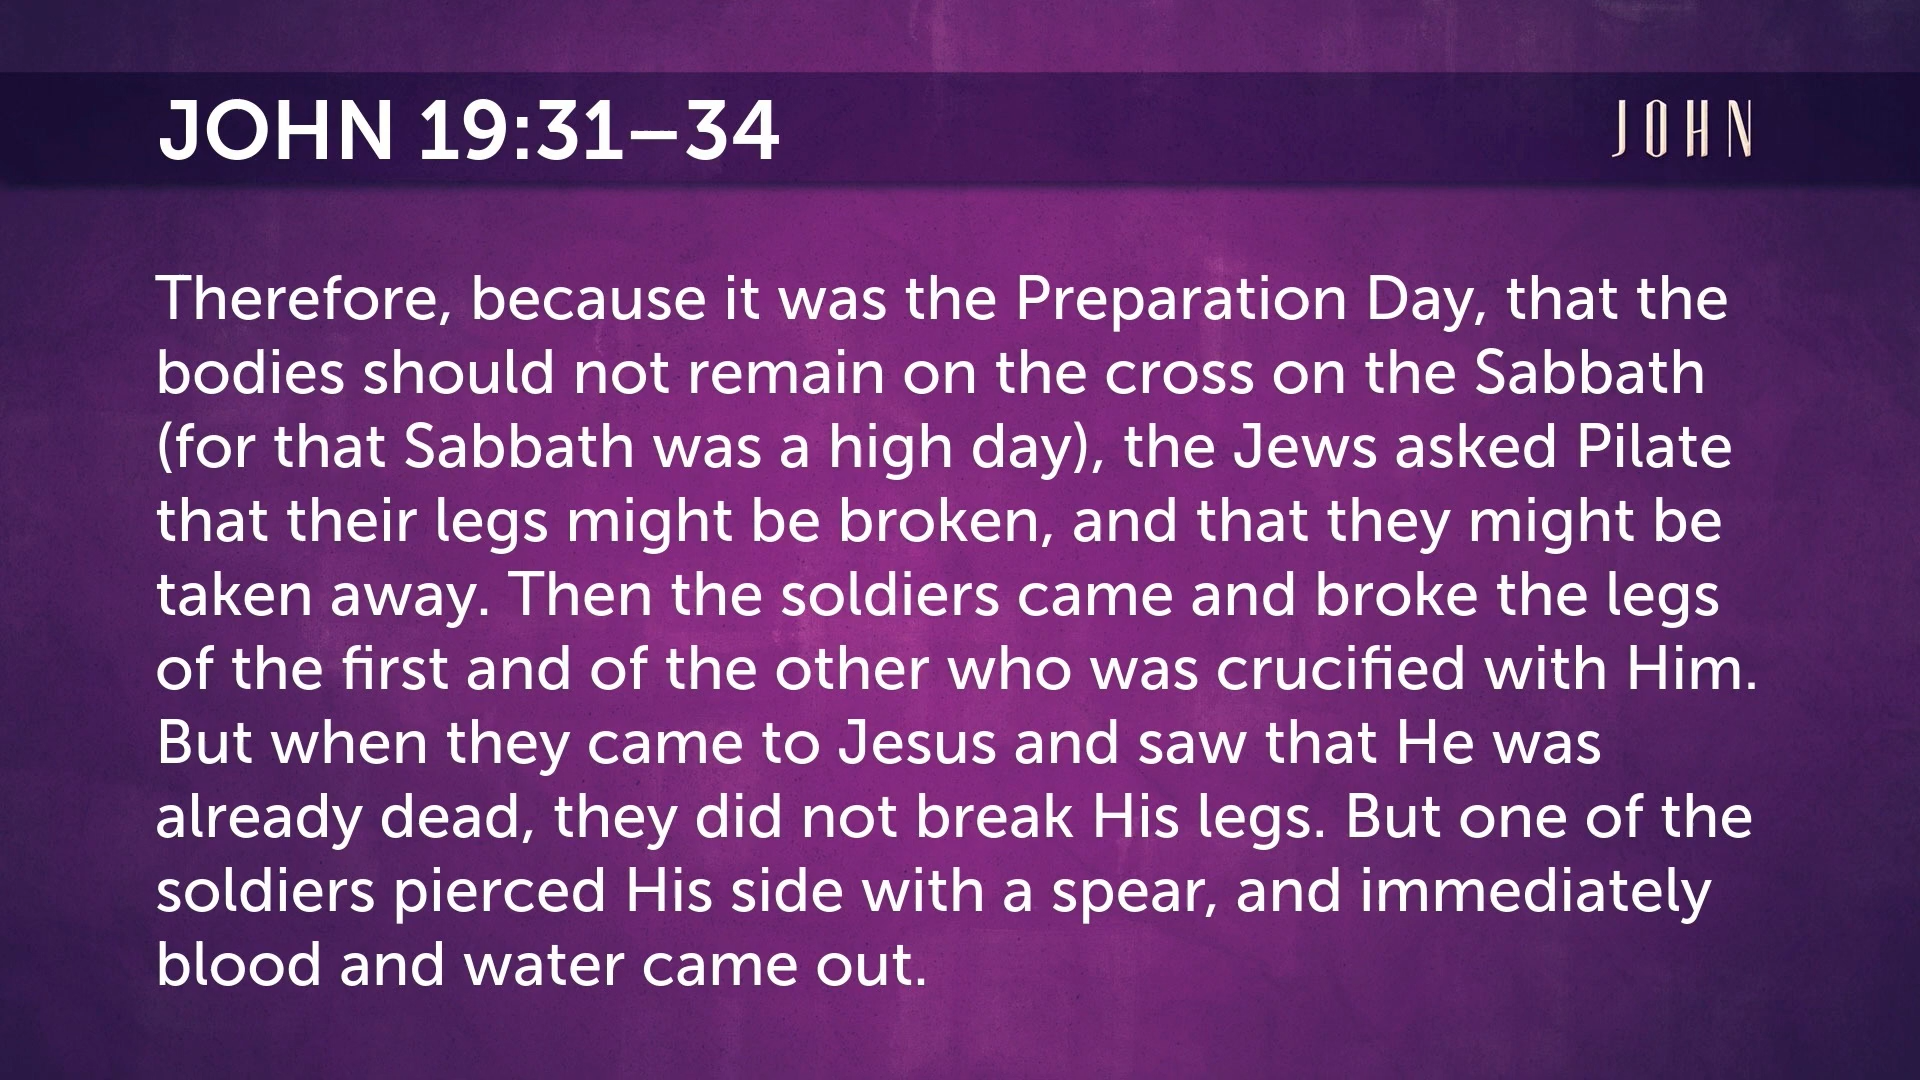 JOHN 19:31–34
JOHN
Therefore, because it was the Preparation Day, that the
bodies should not remain on the cross on the Sabbath
(for that Sabbath was a high day), the Jews asked Pilate
that their legs might be broken, and that they might be
taken away. Then the soldiers came and broke the legs
of the first and of the other who was crucified with Him.
But when they came to Jesus and saw that He was
already dead, they did not break His legs. But one of the
soldiers pierced His side with a spear, and immediately
blood and water came out.